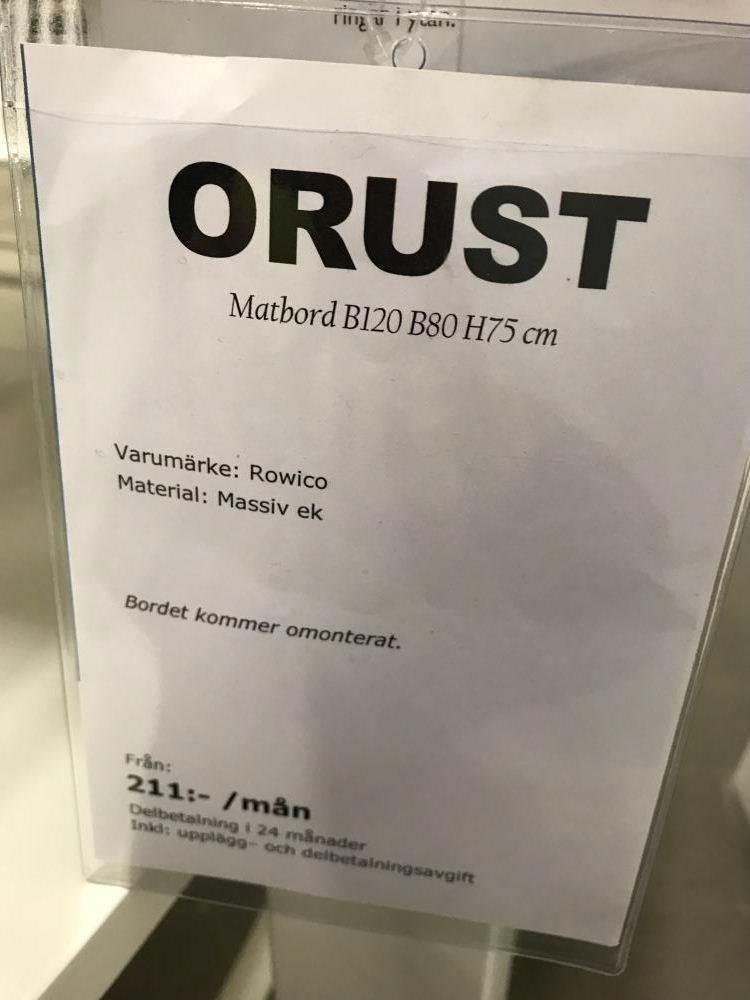 i ytan.
ORUST
Matbord B120 B80 H75 cm
Varumärke: Rowico
Material: Massiv ek
Bordet kommer omonterat.
Från:
211:- /mån
Delbetalning i 24 månader
Inkl: upplägg- och delbetalningsavgift